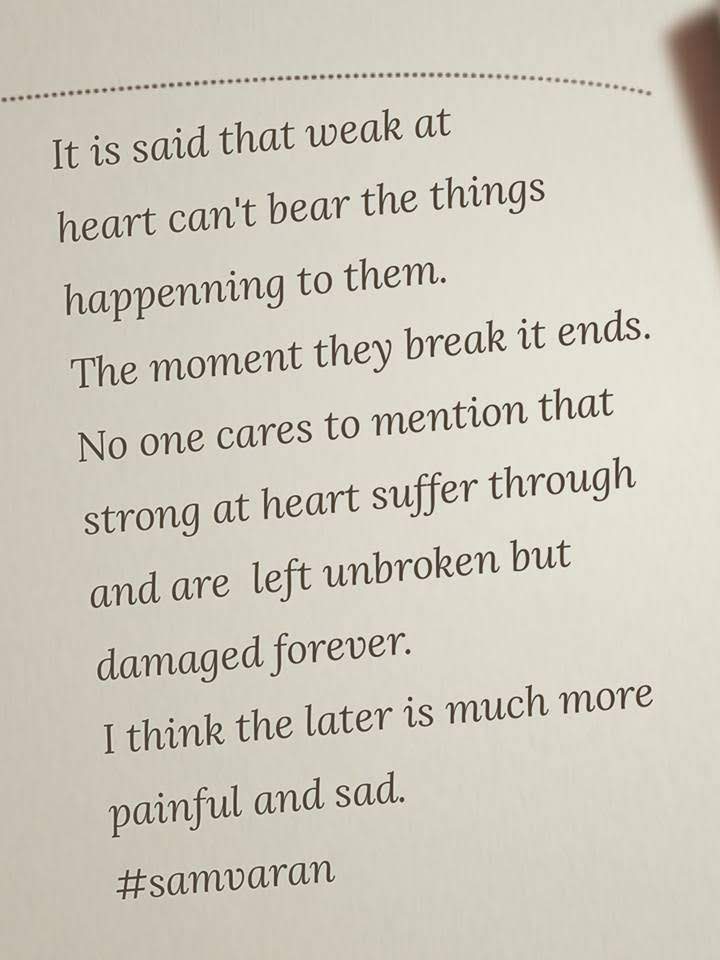 It is said that weak at
heart can't bear the things
happenning to them.
The moment they break it ends.
No one cares to mention that
strong at heart suffer through
and are  left unbroken but
damaged forever.
I think the later is much more
painful and sad.
#samvaran